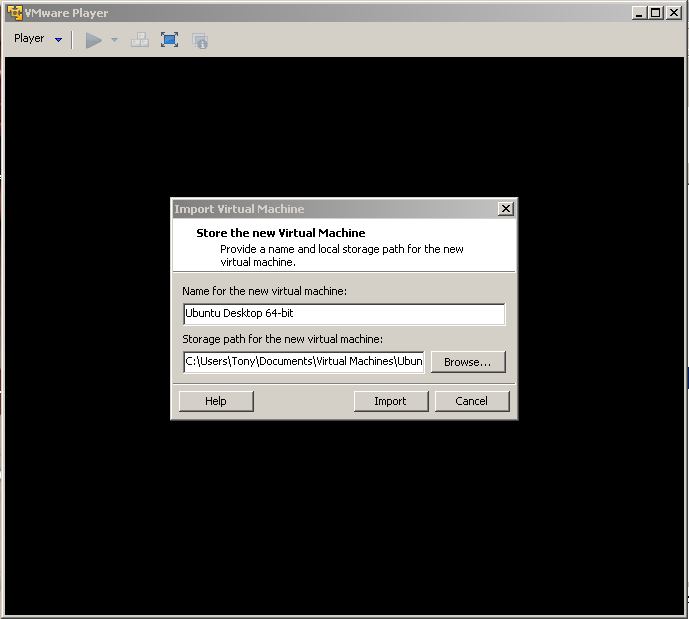 VMware Player
Player
Import Virtual Machine
Store the new Virtual Machine
Provide a name and local storage path for the new
virtual machine.
Name for the new virtual machine:
Ubuntu Desktop 64-bit
Storage path for the new virtual machine:
C:\Users\Tony\Documents\Virtual Machines\Ubun
Browse...
Help
Import
Cancel